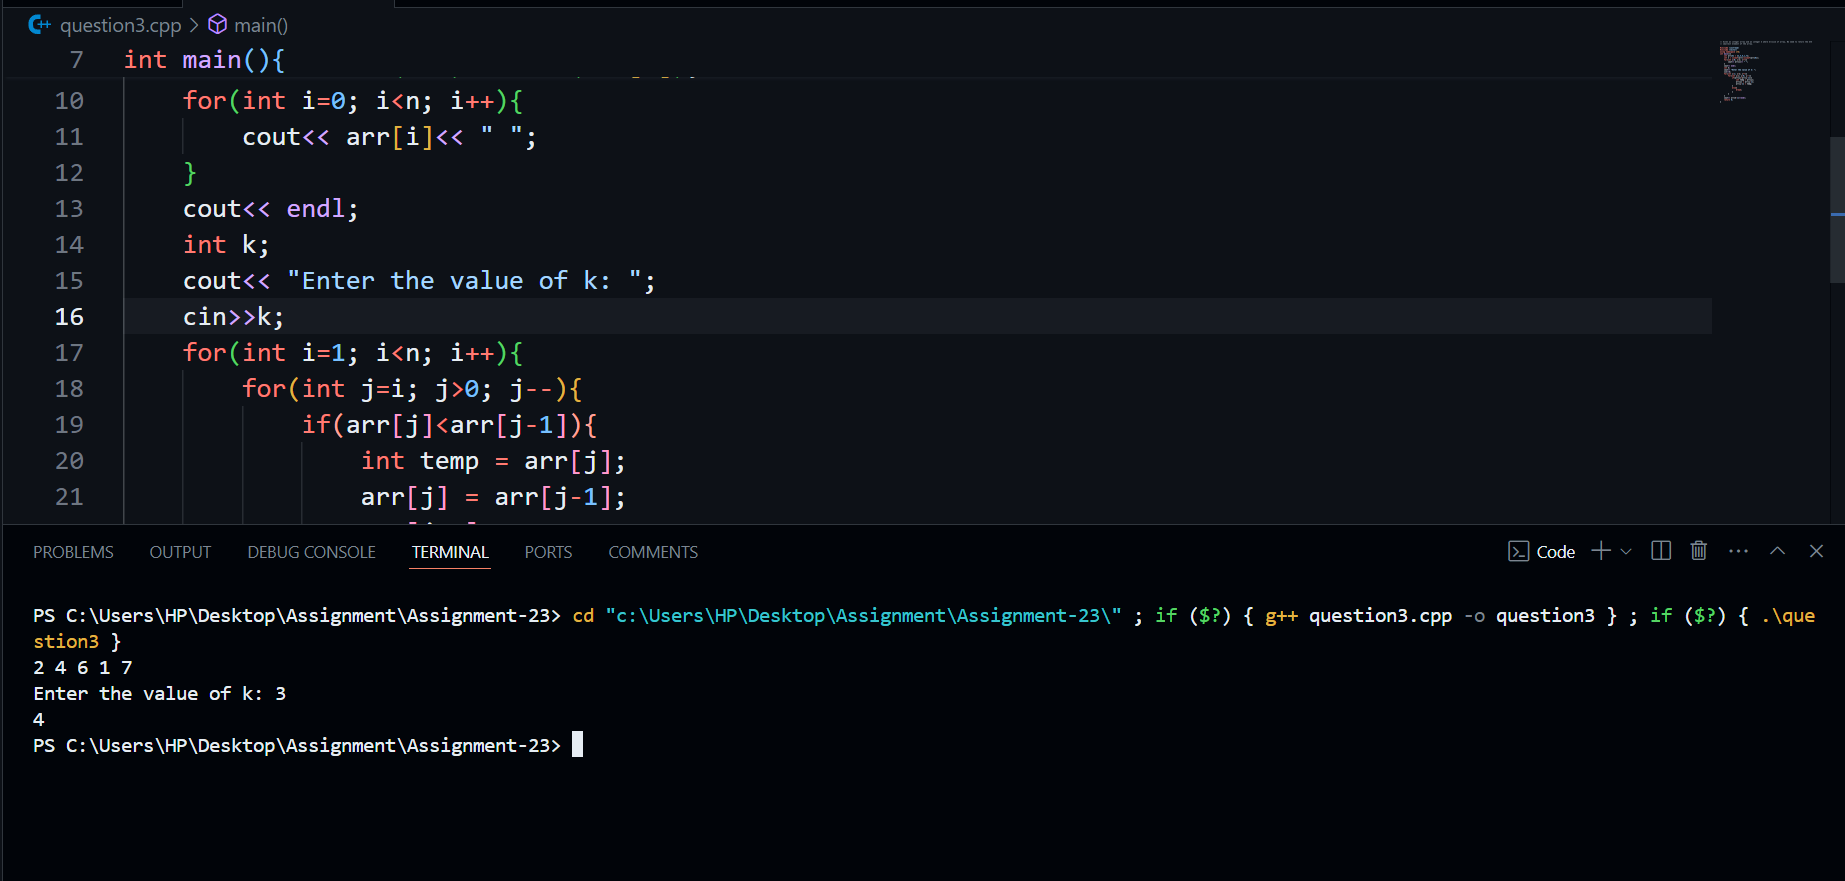 question3.cpp > main()
7 int main(){
10 for(int i=0; i<n; i++){
11 cout<< arr[i]<< " ";
12 }
13 cout<< endl;
14 int k;
15 cout<< "Enter the value of k: ";
16 cin>>k;
17 for(int i=1; i<n; i++){
18 for(int j=i; j>0; j--){
19 if(arr[j]<arr[j-1]){
20 int temp = arr[j];
21 arr[j] = arr[j-1];
PROBLEMS OUTPUT DEBUG CONSOLE TERMINAL PORTS COMMENTS Code
PS C:\Users\HP\Desktop\Assignment\Assignment-23> cd "c:\Users\HP\Desktop\Assignment\Assignment-23\" ; if ($?) { g++ question3.cpp -o question3 } ; if ($?) { .\que
stion3 }
2 4 6 1 7
Enter the value of k: 3
4
PS C:\Users\HP\Desktop\Assignment\Assignment-23>